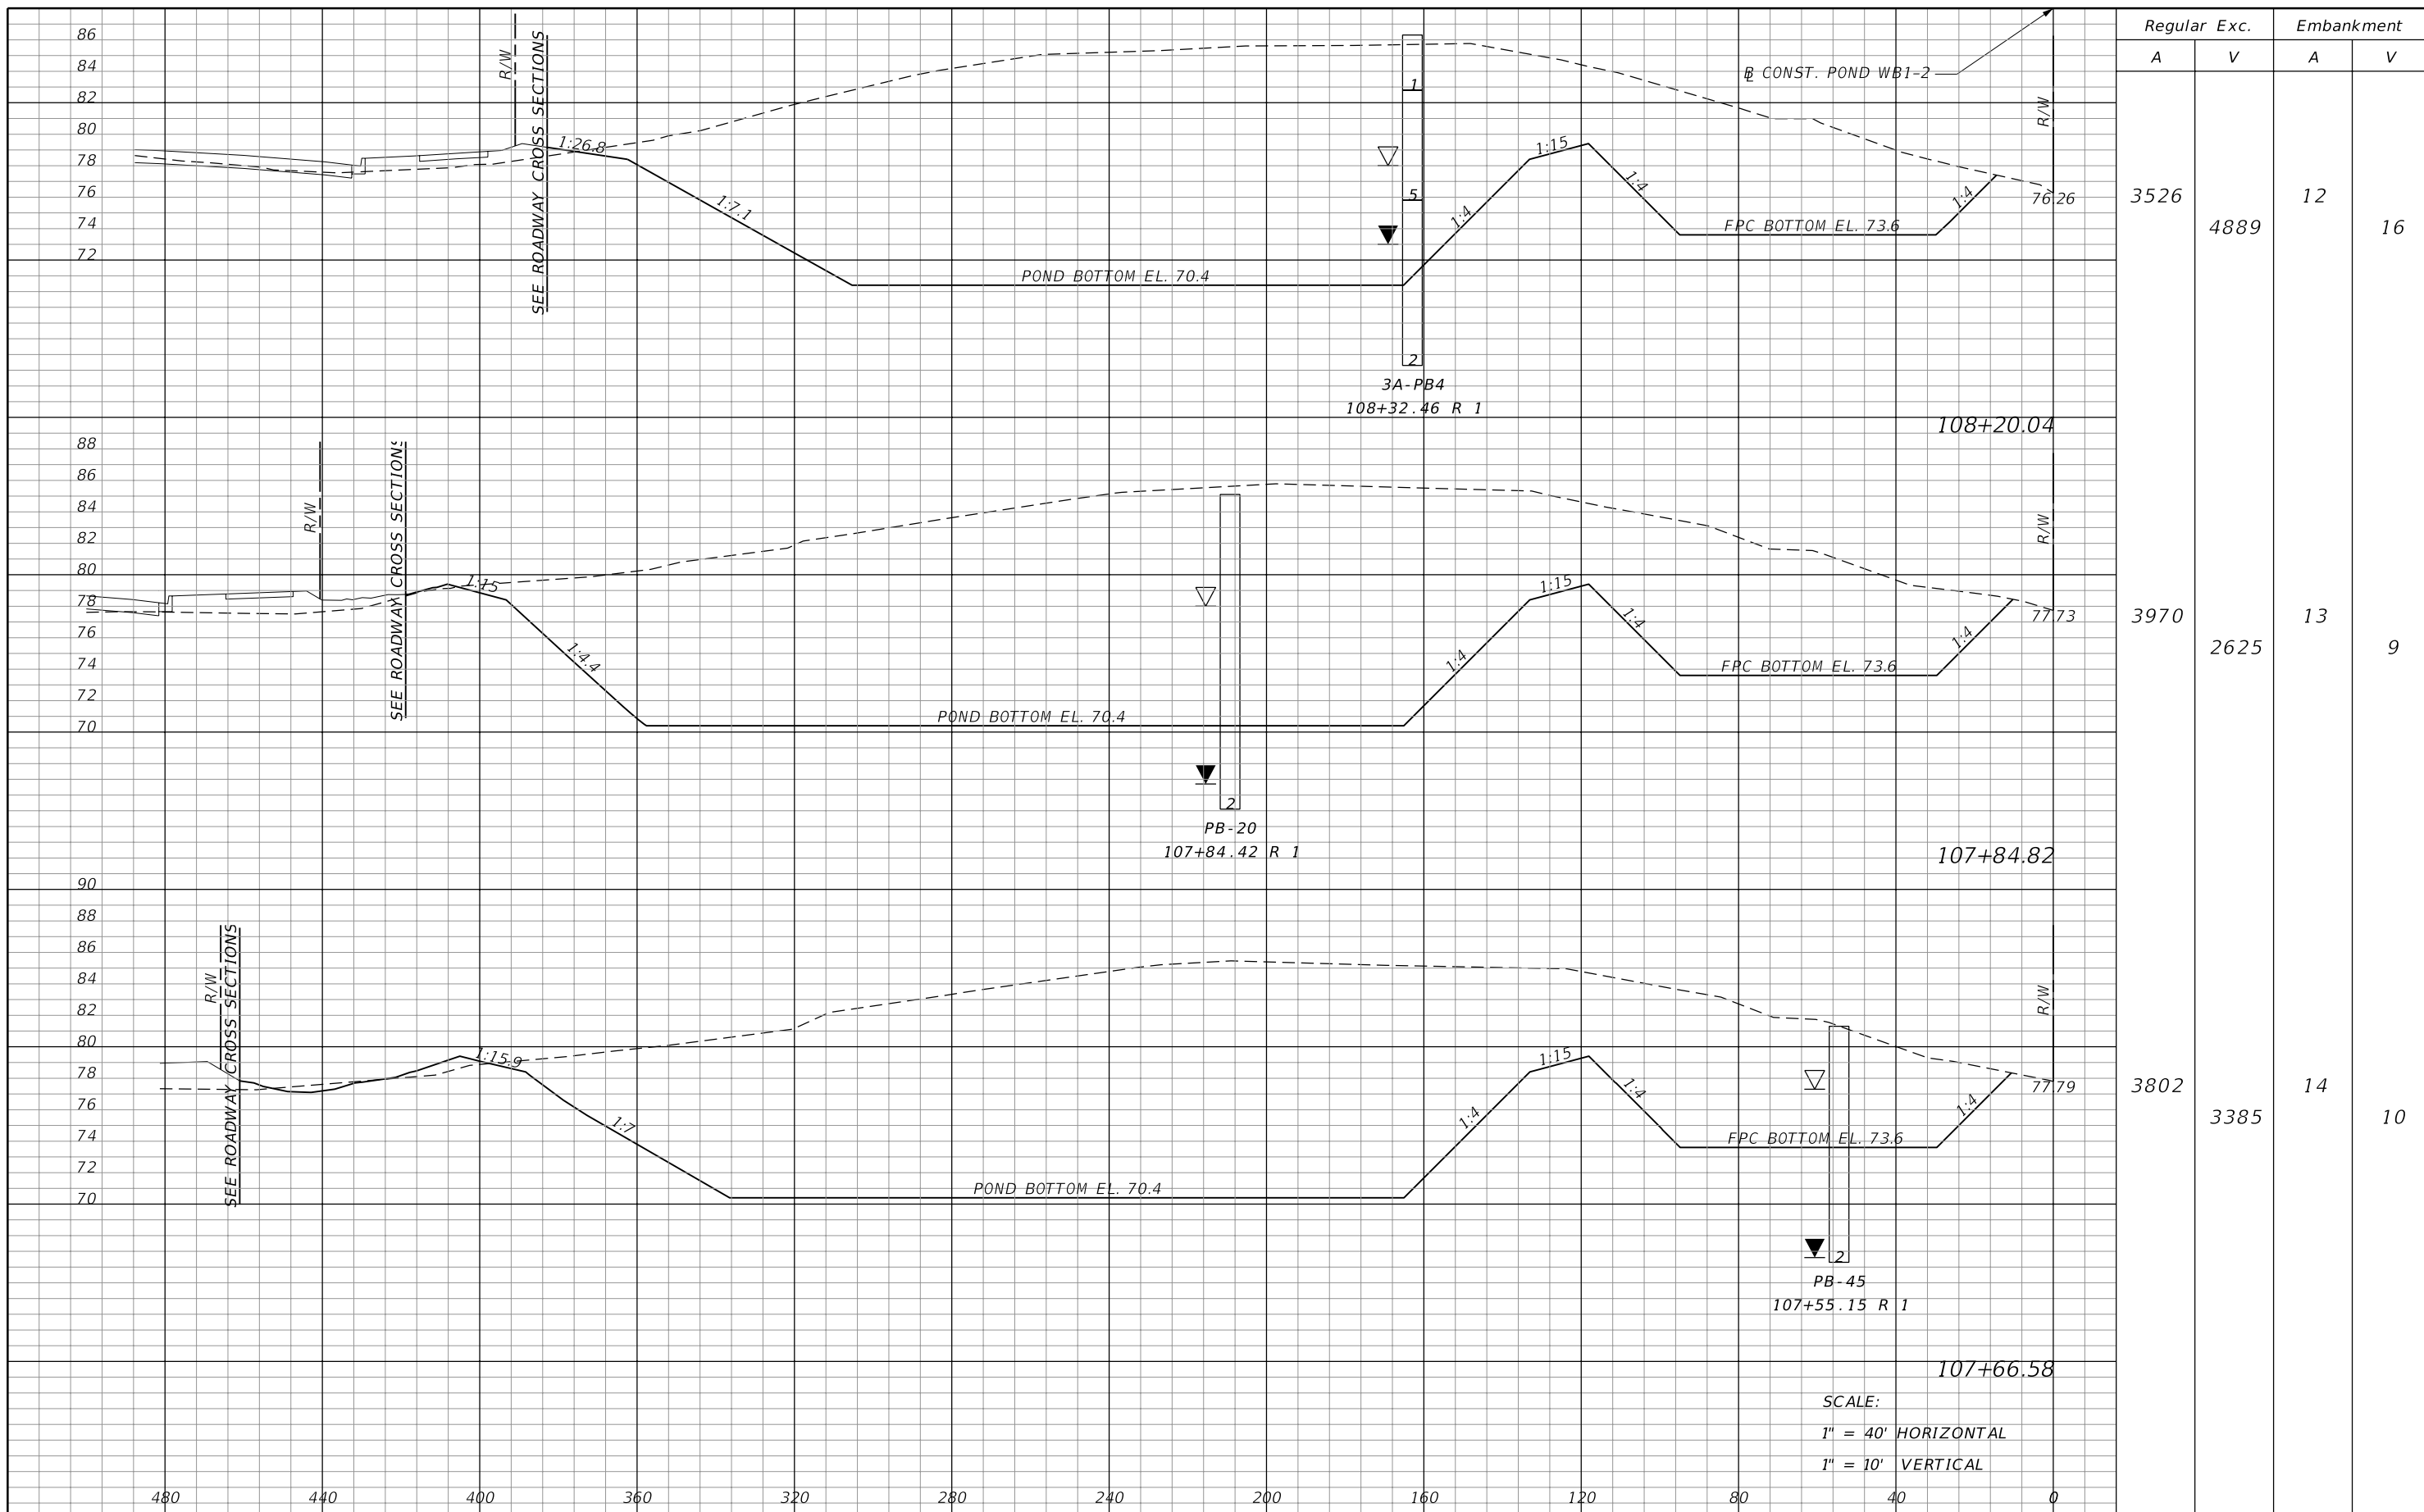 Regular Exc. Embankment
A V A V
86
84
82
80
78
76
74
72
R/W
SEE ROADWAY CROSS SECTIONS
1:26.8
1:7.1
POND BOTTOM EL. 70.4
1
5
2
3A-PB4
108+32.46 R 1
1:4
1:15
1:4
FPC BOTTOM EL. 73.6
1:4
℄ CONST. POND WB1-2
R/W
76.26
3526 12
4889 16
108+20.04
88
86
84
82
80
78
76
74
70
R/W
SEE ROADWAY CROSS SECTIONS
1:15
1:4.4
POND BOTTOM EL. 70.4
2
PB-20
107+84.42 R 1
1:4
1:15
1:4
FPC BOTTOM EL. 73.6
1:4
R/W
77.73
3970 13
2625 9
107+84.82
90
88
86
84
82
80
78
76
74
72
70
R/W
SEE ROADWAY CROSS SECTIONS
1:15.9
1:7
POND BOTTOM EL. 70.4
1:4
1:15
1:4
FPC BOTTOM EL. 73.6
1:4
2
PB-45
107+55.15 R 1
R/W
77.79
3802 14
3385 10
107+66.58
SCALE:
1" = 40' HORIZONTAL
1" = 10' VERTICAL
480 440 400 360 320 280 240 200 160 120 80 40 0